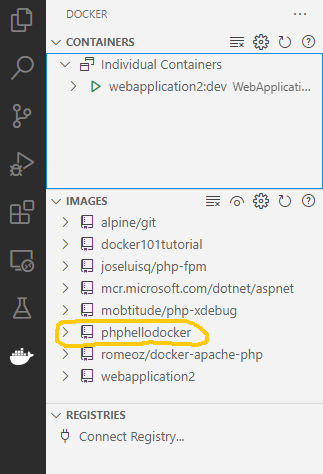 DOCKER
CONTAINERS
Individual Containers
webapplication2:dev WebApplicati...
IMAGES
alpine/git
docker101tutorial
joseluisq/php-fpm
mcr.microsoft.com/dotnet/aspnet
mobtitude/php-xdebug
phphellodocker
romeoz/docker-apache-php
webapplication2
REGISTRIES
Connect Registry...